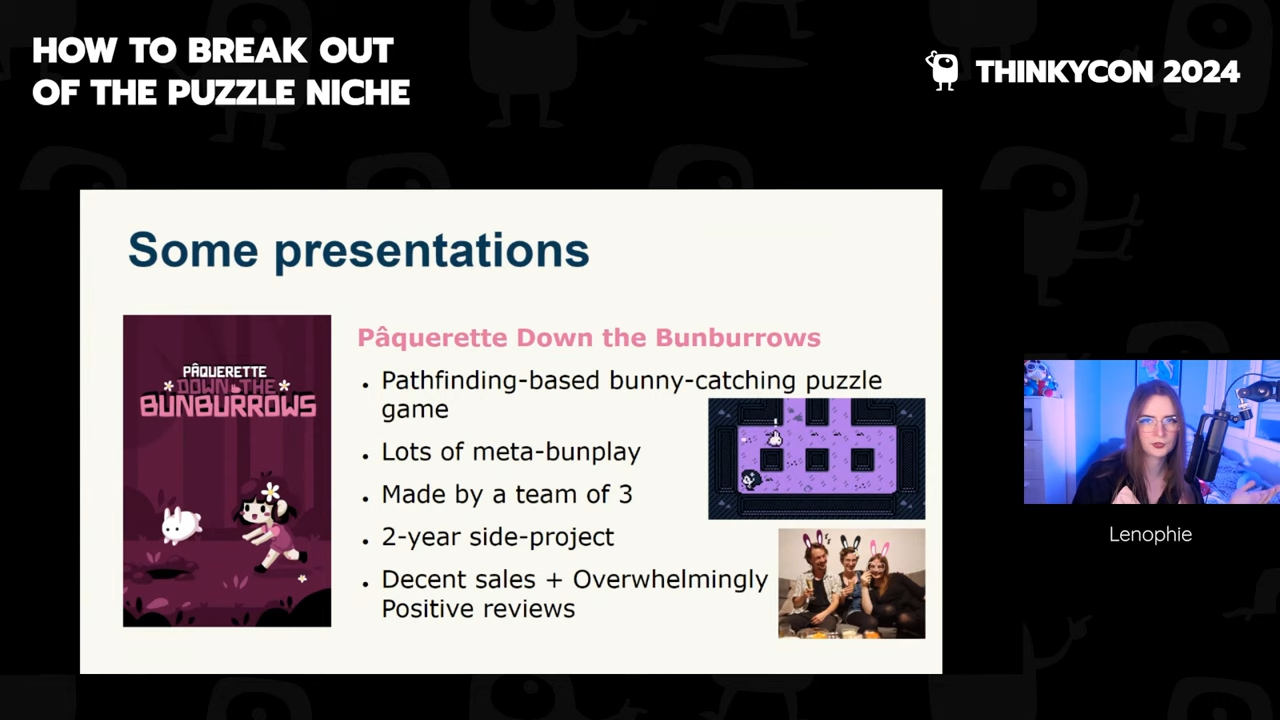 HOW TO BREAK OUT
OF THE PUZZLE NICHE
THINKYCON 2024
Some presentations
PÂQUERETTE
DOWN THE
BUNBURROWS
Pâquerette Down the Bunburrows
• Pathfinding-based bunny-catching puzzle
game
• Lots of meta-bunplay
• Made by a team of 3
• 2-year side-project
• Decent sales + Overwhelmingly
Positive reviews
Lenophie